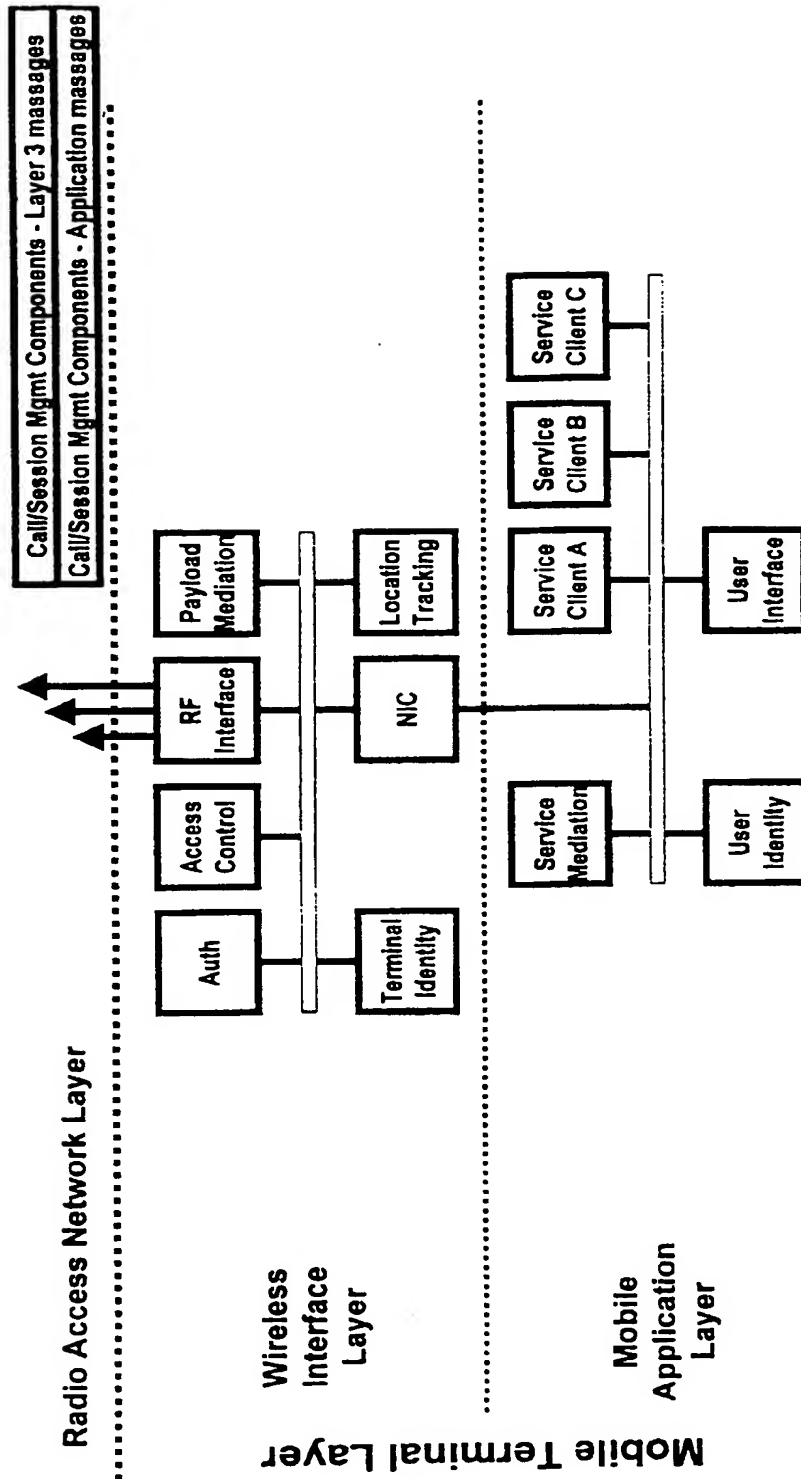 Call/Session Mgmt Components - Layer 3 massages
Call/Session Mgmt Components - Application massages
Radio Access Network Layer
Mobile Terminal Layer
Wireless
Interface
Layer
Auth
Access
Control
RF
Interface
Payload
Mediation
Terminal
Identity
NIC
Location
Tracking
Mobile
Application
Layer
Service
Mediation
Service
Client A
Service
Client B
Service
Client C
User
Identity
User
Interface